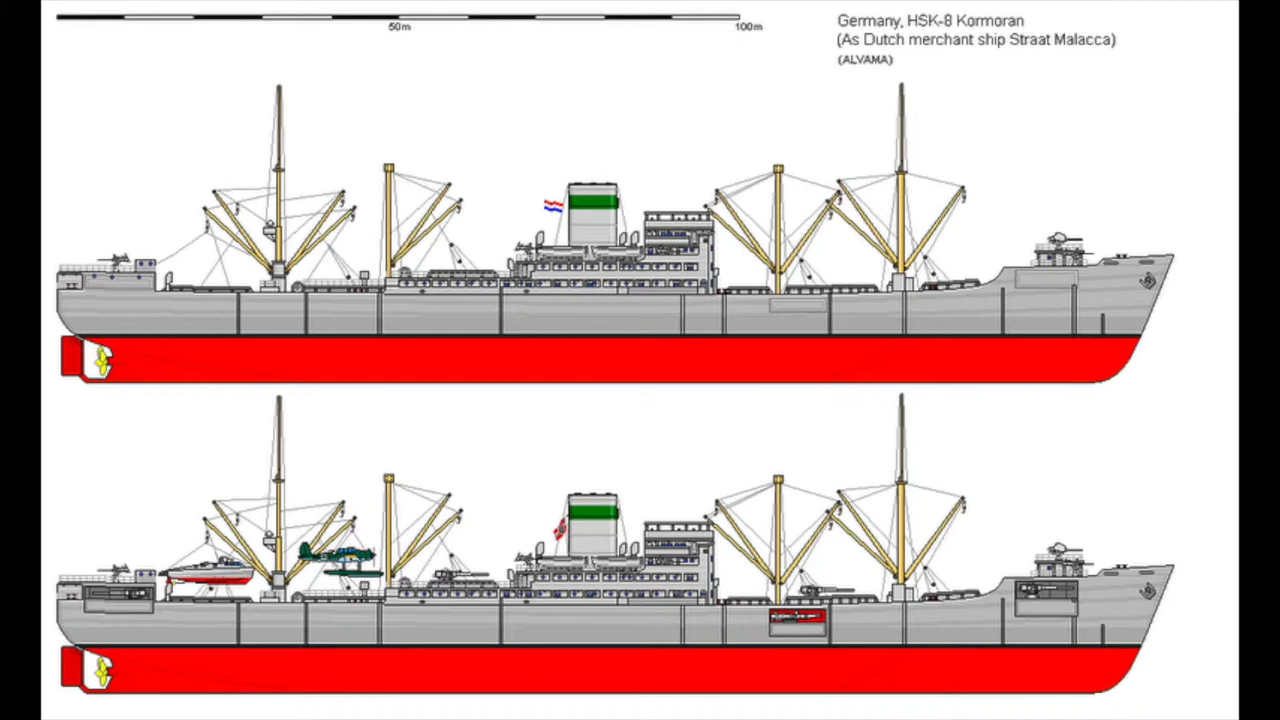 50m
100m
Germany, HSK-8 Kormoran
(As Dutch merchant ship Straat Malacca)
(ALVAMA)